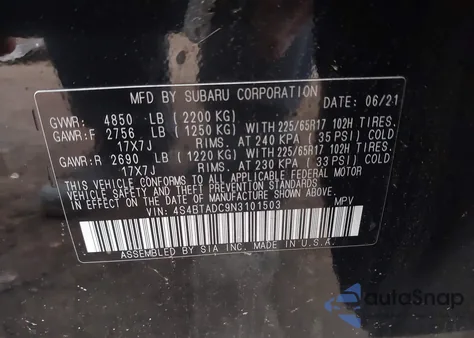 MFD BY SUBARU CORPORATION DATE: 06/21
GVWR: 4850 LB (2200 KG)
GAWR:F 2756 LB (1250 KG) WITH 225/65R17 102H TIRES.
17X7J RIMS. AT 240 KPA (35 PSI) COLD
GAWR:R 2690 LB (1220 KG) WITH 225/65R17 102H TIRES.
17X7J RIMS. AT 230 KPA (33 PSI) COLD
THIS VEHICLE CONFORMS TO ALL APPLICABLE FEDERAL MOTOR
VEHICLE SAFETY AND BUMPER STANDARDS
IN EFFECT ON THE DATE OF MANUFACTURE SHOWN ABOVE.
VIN: 4S4BTADC9N3101503 MPV
ASSEMBLED BY SIA INC. IN U.S.A.
autoSnap